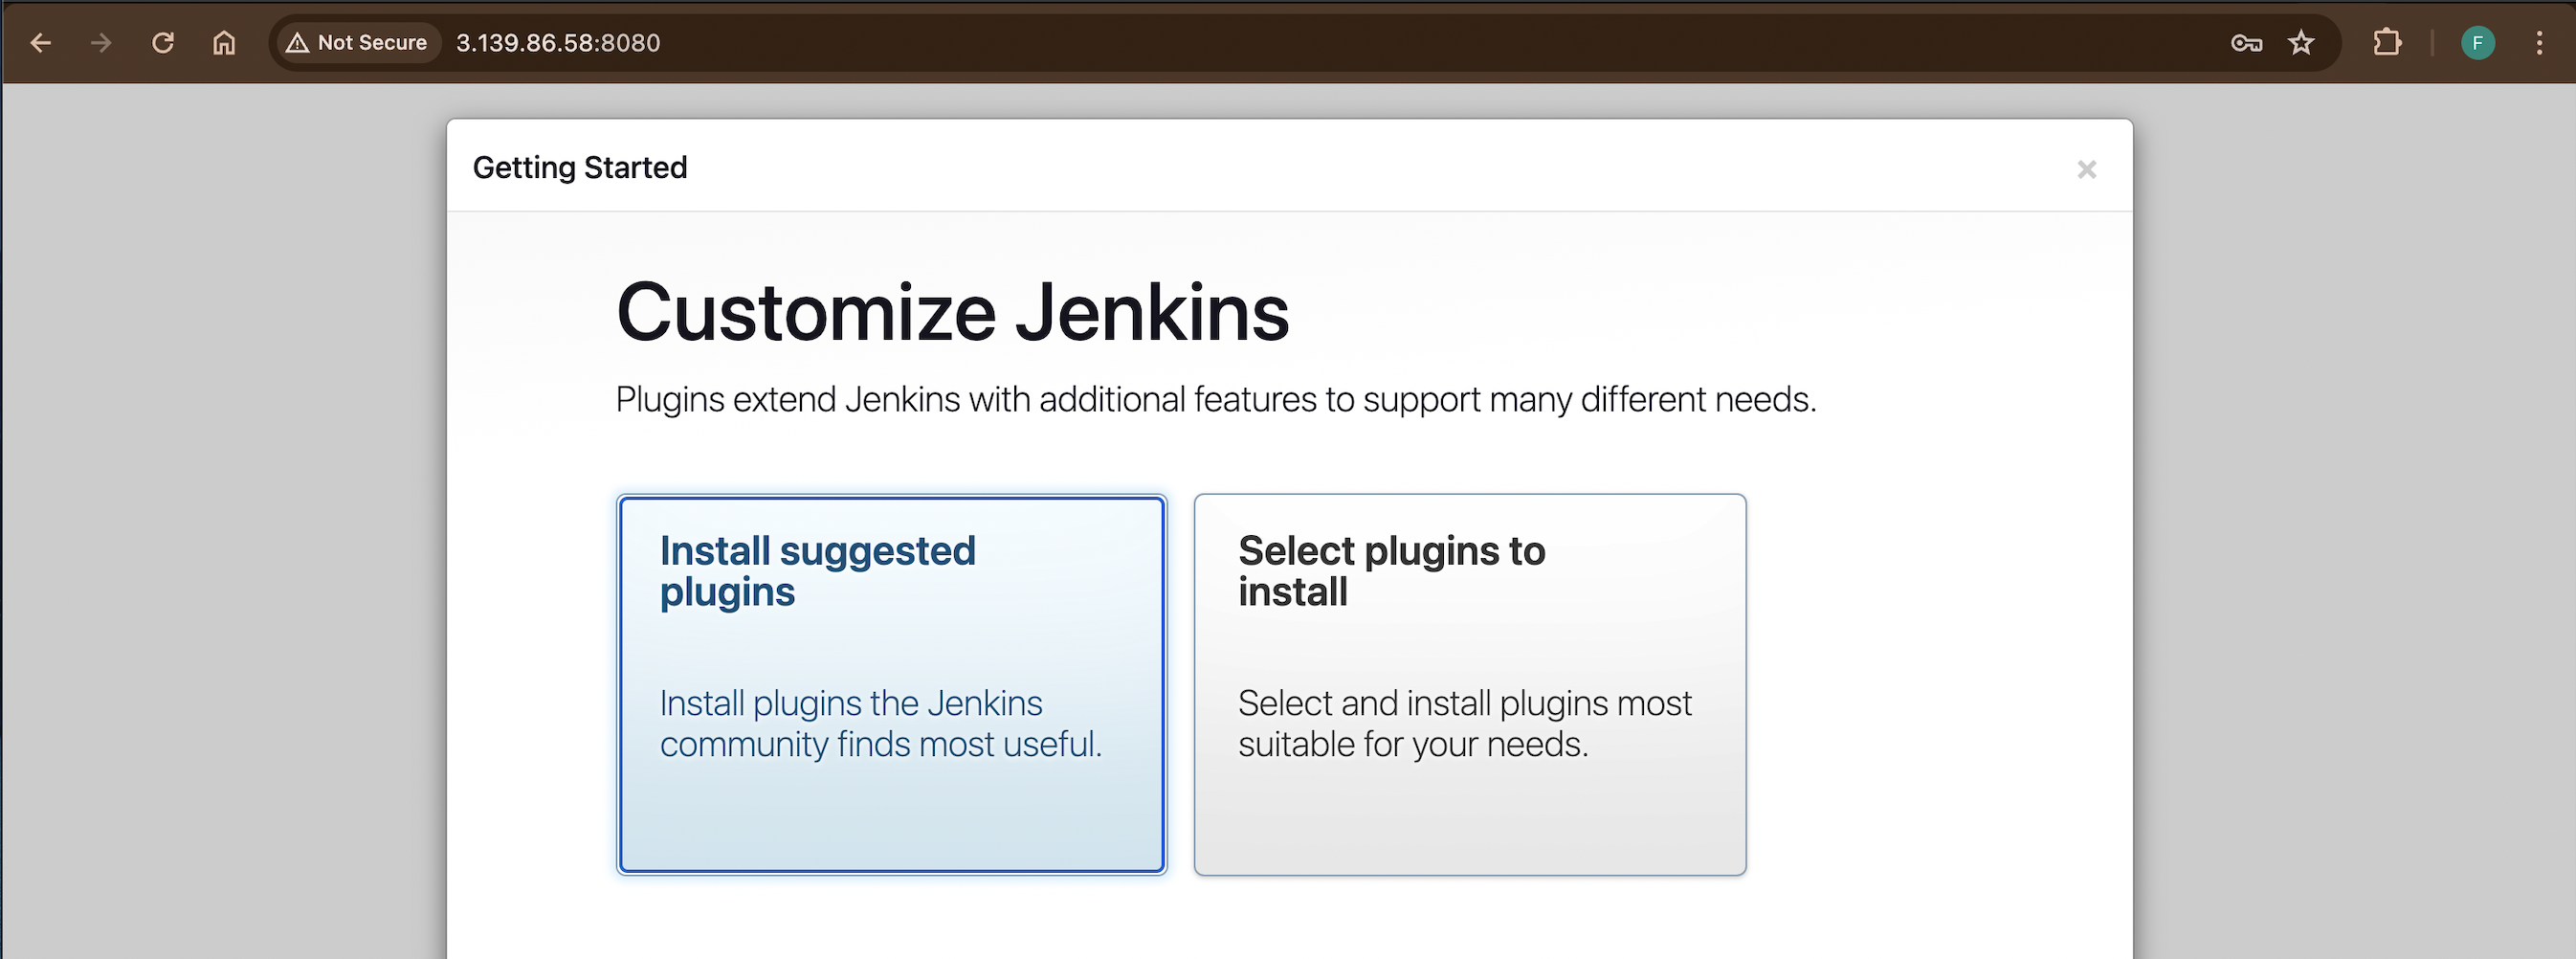 Not Secure 3.139.86.58:8080 F
Getting Started ×
Customize Jenkins
Plugins extend Jenkins with additional features to support many different needs.
Install suggested
plugins
Install plugins the Jenkins
community finds most useful.
Select plugins to
install
Select and install plugins most
suitable for your needs.